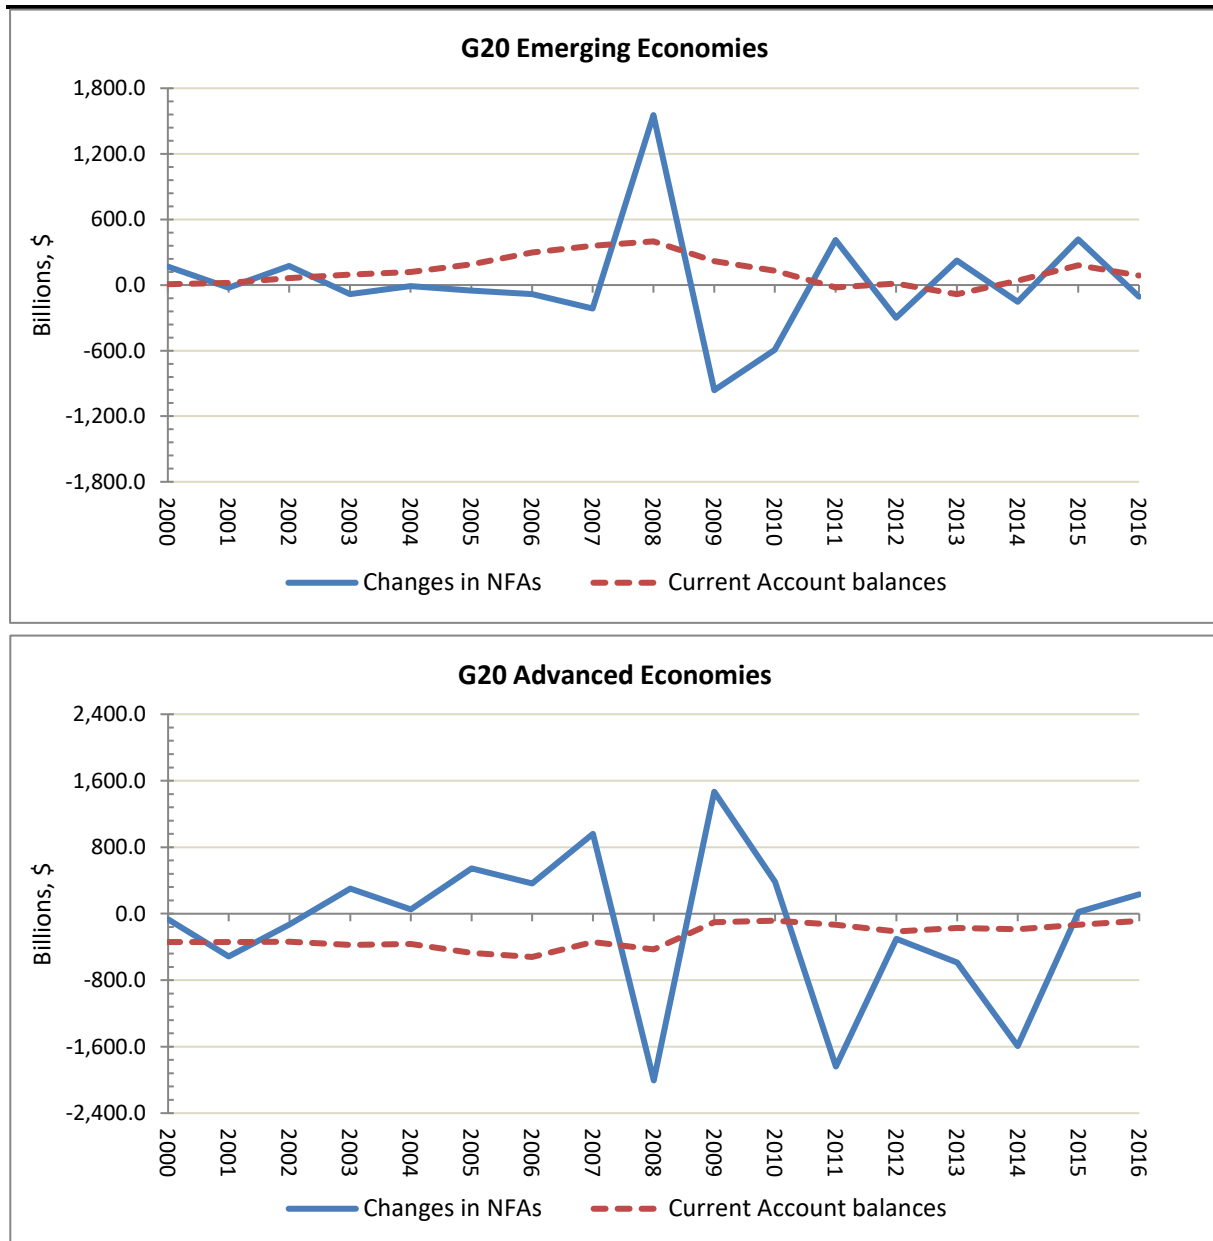 G20 Emerging Economies
1,800.0
1,200.0
600.0
0.0
-600.0
-1,200.0
-1,800.0
Billions, $
2000 2001 2002 2003 2004 2005 2006 2007 2008 2009 2010 2011 2012 2013 2014 2015 2016
Changes in NFAs Current Account balances
G20 Advanced Economies
2,400.0
1,600.0
800.0
0.0
-800.0
-1,600.0
-2,400.0
Billions, $
2000 2001 2002 2003 2004 2005 2006 2007 2008 2009 2010 2011 2012 2013 2014 2015 2016
Changes in NFAs Current Account balances